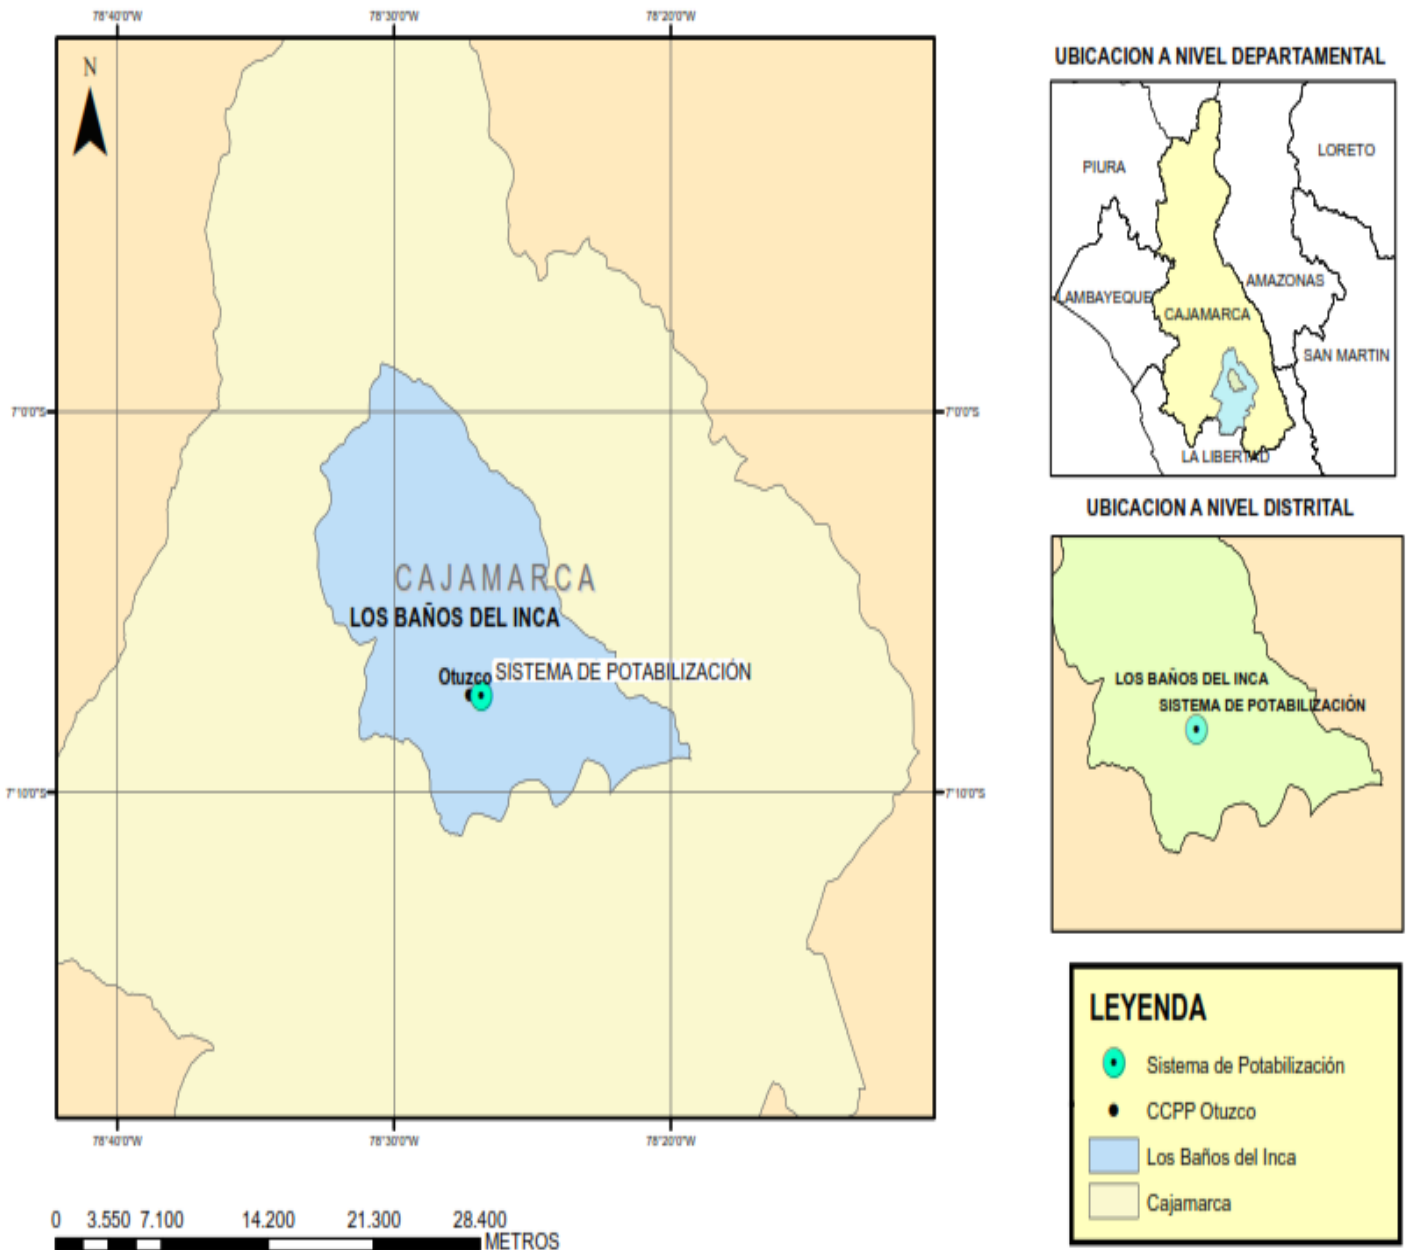 78°40'0"W 78°30'0"W 78°20'0"W
N
7°0'0"S 7°0'0"S
CAJAMARCA
LOS BAÑOS DEL INCA
Otuzco SISTEMA DE POTABILIZACIÓN
7°10'0"S 7°10'0"S
78°40'0"W 78°30'0"W 78°20'0"W
0 3.550 7.100 14.200 21.300 28.400
METROS
UBICACION A NIVEL DEPARTAMENTAL
LORETO
PIURA
AMAZONAS
LAMBAYEQUE
CAJAMARCA
SAN MARTIN
LA LIBERTAD
UBICACION A NIVEL DISTRITAL
LOS BAÑOS DEL INCA
SISTEMA DE POTABILIZACIÓN
LEYENDA
Sistema de Potabilización
CCPP Otuzco
Los Baños del Inca
Cajamarca